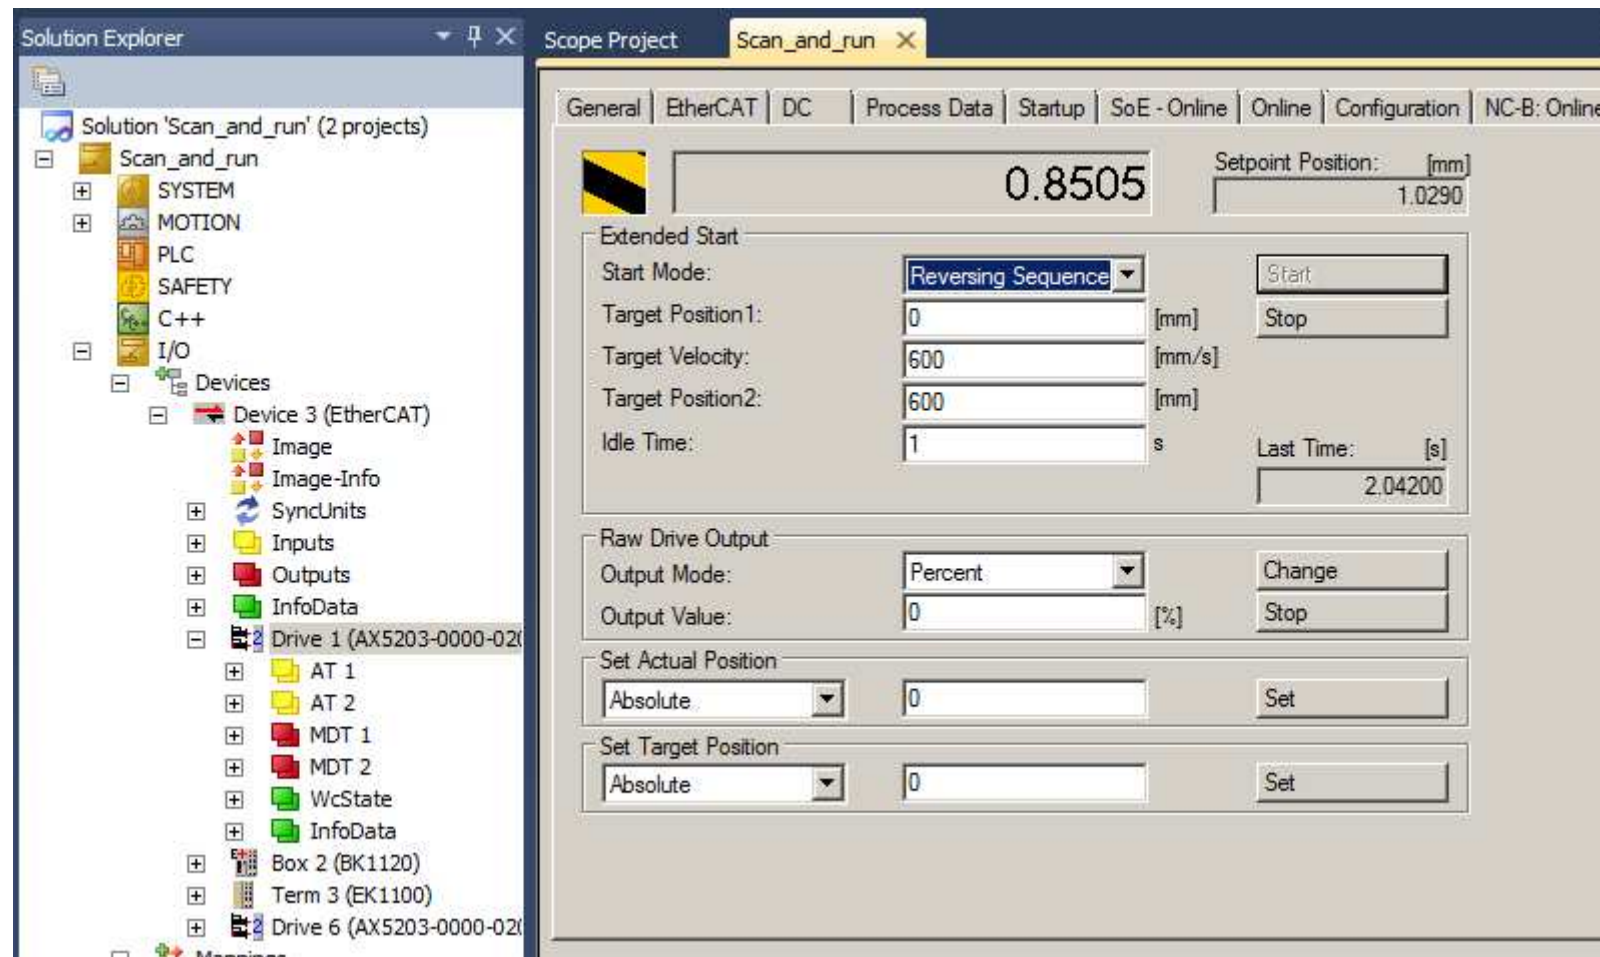 Solution Explorer
Solution 'Scan_and_run' (2 projects)
Scan_and_run
SYSTEM
MOTION
PLC
SAFETY
C++
I/O
Devices
Device 3 (EtherCAT)
Image
Image-Info
SyncUnits
Inputs
Outputs
InfoData
Drive 1 (AX5203-0000-02
AT 1
AT 2
MDT 1
MDT 2
WcState
InfoData
Box 2 (BK1120)
Term 3 (EK1100)
Drive 6 (AX5203-0000-02
Mappings
Scope Project Scan_and_run
General EtherCAT DC Process Data Startup SoE - Online Online Configuration NC-B: Online
0.8505 Setpoint Position: [mm]
1.0290
Extended Start
Start Mode: Reversing Sequence Start
Target Position1: 0 [mm] Stop
Target Velocity: 600 [mm/s]
Target Position2: 600 [mm]
Idle Time: 1 s Last Time: [s]
2.04200
Raw Drive Output
Output Mode: Percent Change
Output Value: 0 [%] Stop
Set Actual Position
Absolute 0 Set
Set Target Position
Absolute 0 Set